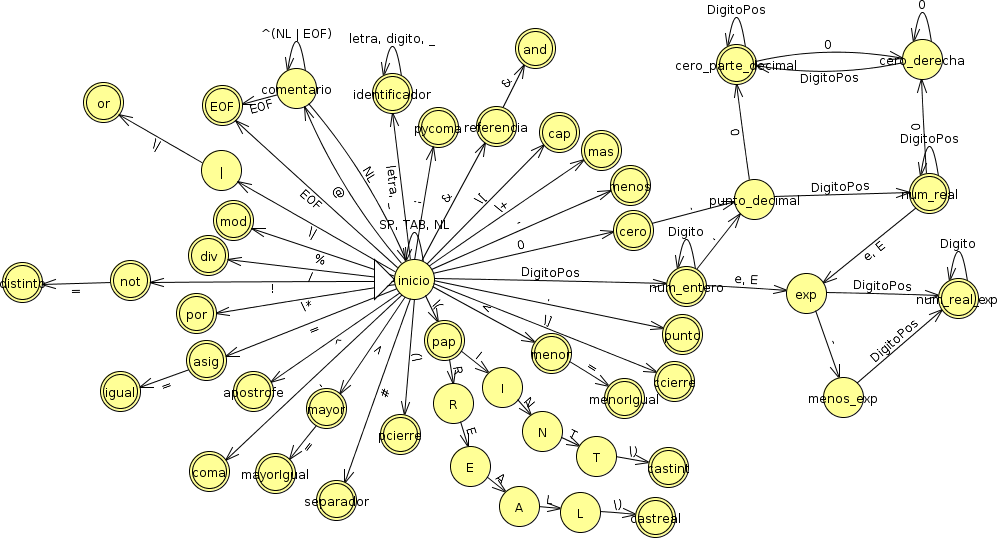 DigitoPos
0
^(NL | EOF)
letra, digito, _
and
0
cero_parte_decimal
cero_derecha
DigitoPos
comentario
identificador
or
EOF
EOF
&
pycoma
referencia
cap
mas
0
0
DigitoPos
|
\|
NL
letra, _
;
&
\[
\+
@
EOF
menos
-
num_real
DigitoPos
punto_decimal
.
mod
\|
SP, TAB, NL
cero
0
Digito
.
e, E
Digito
div
%
/
inicio
DigitoPos
distinto
=
not
!
num_entero
e, E
exp
DigitoPos
num_real_exp
por
\*
.
punto
=
asig
^
\(
<
\]
pap
menor
-
DigitoPos
igual
=
apostrofe
>
\)
\
R
=
ccierre
menos_exp
I
menorIgual
mayor
R
#
N
pcierre
E
N
I
T
\)
castint
coma
=
mayorIgual
E
A
separador
A
L
L
\)
castreal